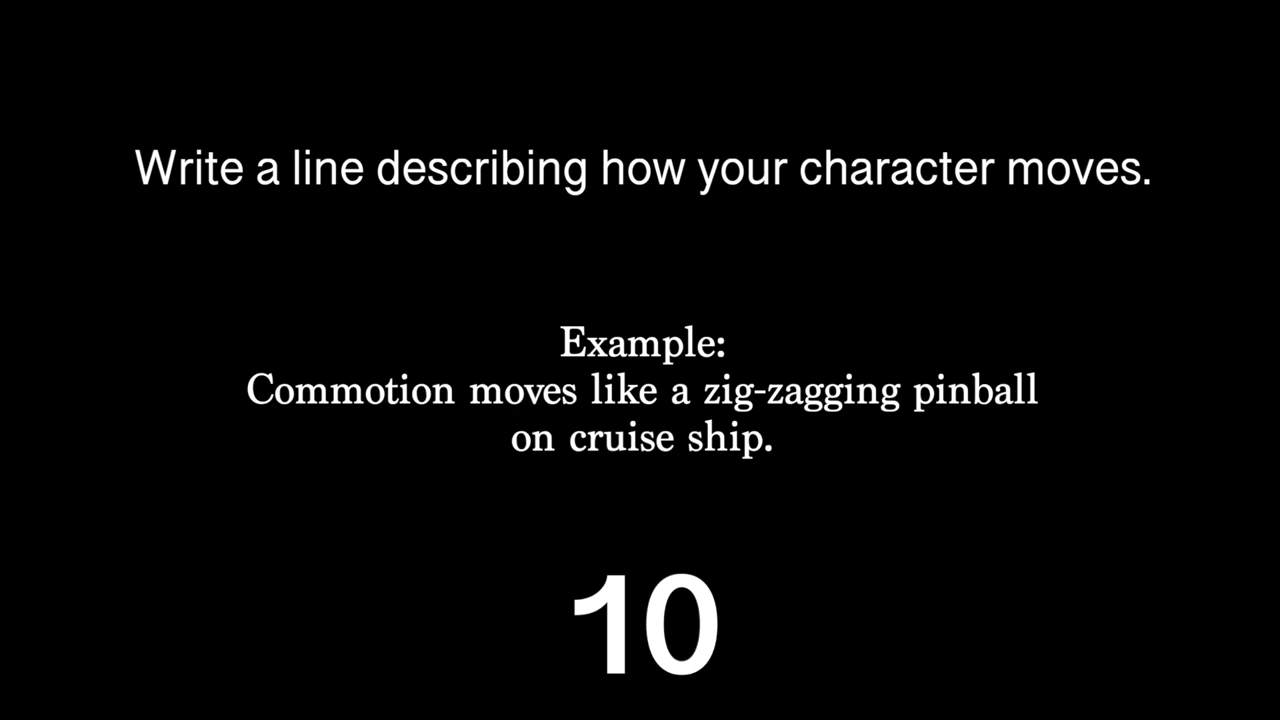 Write a line describing how your character moves.
Example:
Commotion moves like a zig-zagging pinball
on cruise ship.
10